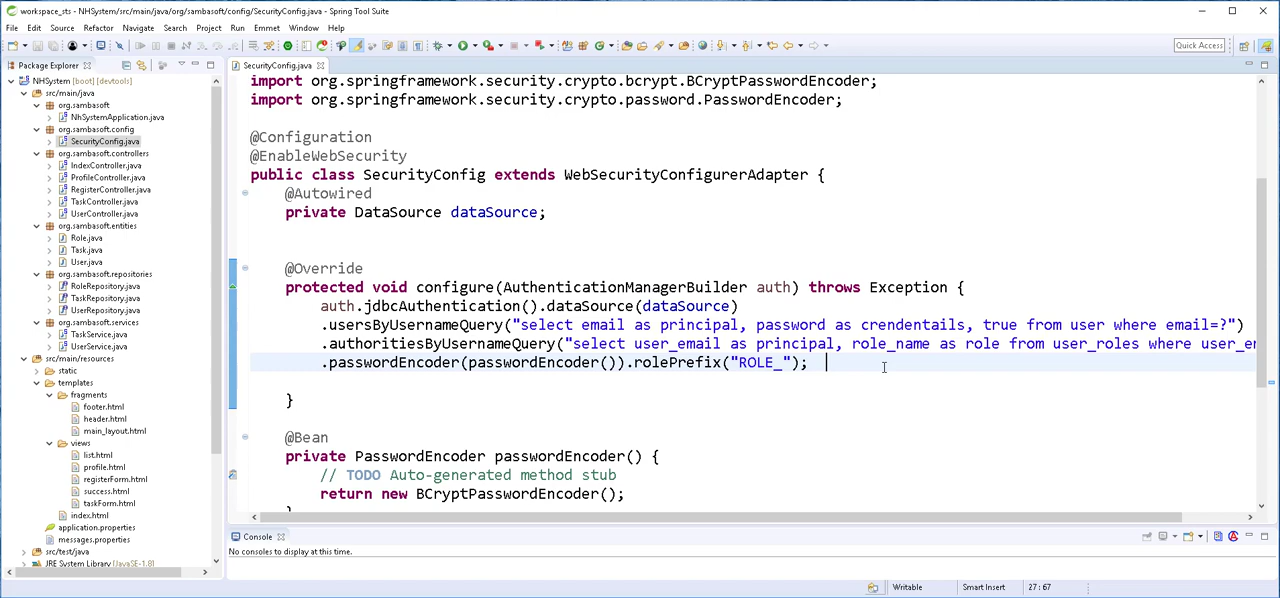 workspace_sts - NHSystem/src/main/java/org/sambasoft/config/SecurityConfig.java - Spring Tool Suite
File Edit Source Refactor Navigate Search Project Run Emmet Window Help
Quick Access
Package Explorer
NHSystem [boot] [devtools]
src/main/java
org.sambasoft
NhSystemApplication.java
org.sambasoft.config
SecurityConfig.java
org.sambasoft.controllers
IndexController.java
ProfileController.java
RegisterController.java
TaskController.java
UserController.java
org.sambasoft.entities
Role.java
Task.java
User.java
org.sambasoft.repositories
RoleRepository.java
TaskRepository.java
UserRepository.java
org.sambasoft.services
TaskService.java
UserService.java
src/main/resources
static
templates
fragments
footer.html
header.html
main_layout.html
views
list.html
profile.html
registerForm.html
success.html
taskForm.html
index.html
application.properties
messages.properties
src/test/java
JRE System Library [JavaSE-1.8]
SecurityConfig.java
import org.springframework.security.crypto.bcrypt.BCryptPasswordEncoder;
import org.springframework.security.crypto.password.PasswordEncoder;
@Configuration
@EnableWebSecurity
public class SecurityConfig extends WebSecurityConfigurerAdapter {
@Autowired
private DataSource dataSource;
@Override
protected void configure(AuthenticationManagerBuilder auth) throws Exception {
auth.jdbcAuthentication().dataSource(dataSource)
.usersByUsernameQuery("select email as principal, password as crendentails, true from user where email=?")
.authoritiesByUsernameQuery("select user_email as principal, role_name as role from user_roles where user_e
.passwordEncoder(passwordEncoder()).rolePrefix("ROLE_");
}
@Bean
private PasswordEncoder passwordEncoder() {
// TODO Auto-generated method stub
return new BCryptPasswordEncoder();
Console
No consoles to display at this time.
Writable Smart Insert 27:67